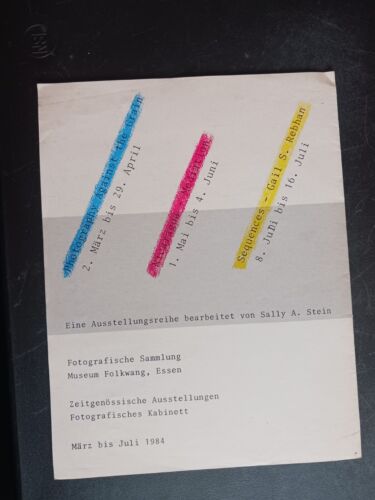 Photography Against the Grain
2. März bis 29. April
1. Mai bis 4. Juni
Sequences - Gail S. Rebhan
8. Juni bis 16. Juli
Eine Ausstellungsreihe bearbeitet von Sally A. Stein
Fotografische Sammlung
Museum Folkwang, Essen
Zeitgenössische Ausstellungen
Fotografisches Kabinett
März bis Juli 1984